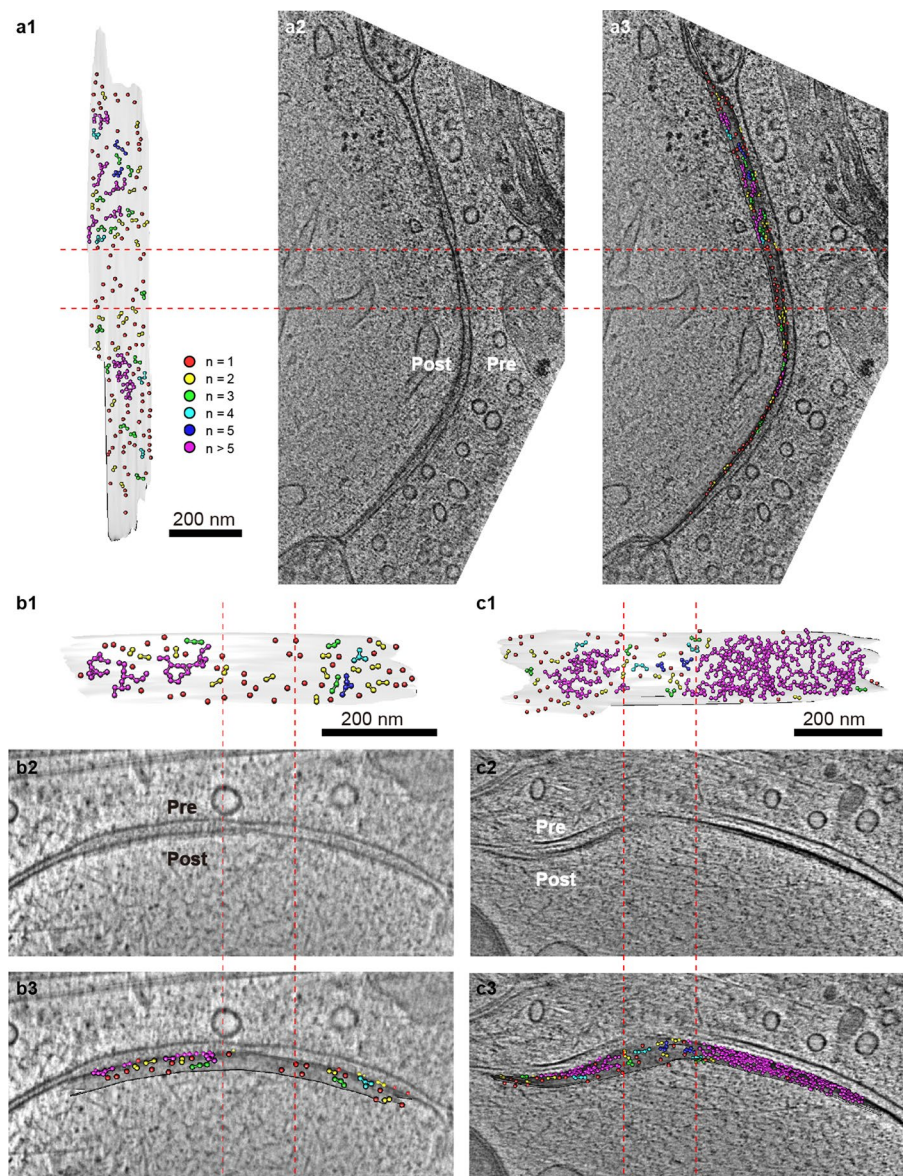 a1
a2
a3
Post Pre
n = 1
n = 2
n = 3
n = 4
n = 5
n > 5
200 nm
b1
c1
200 nm
200 nm
b2
Pre
Post
c2
Pre
Post
b3
c3